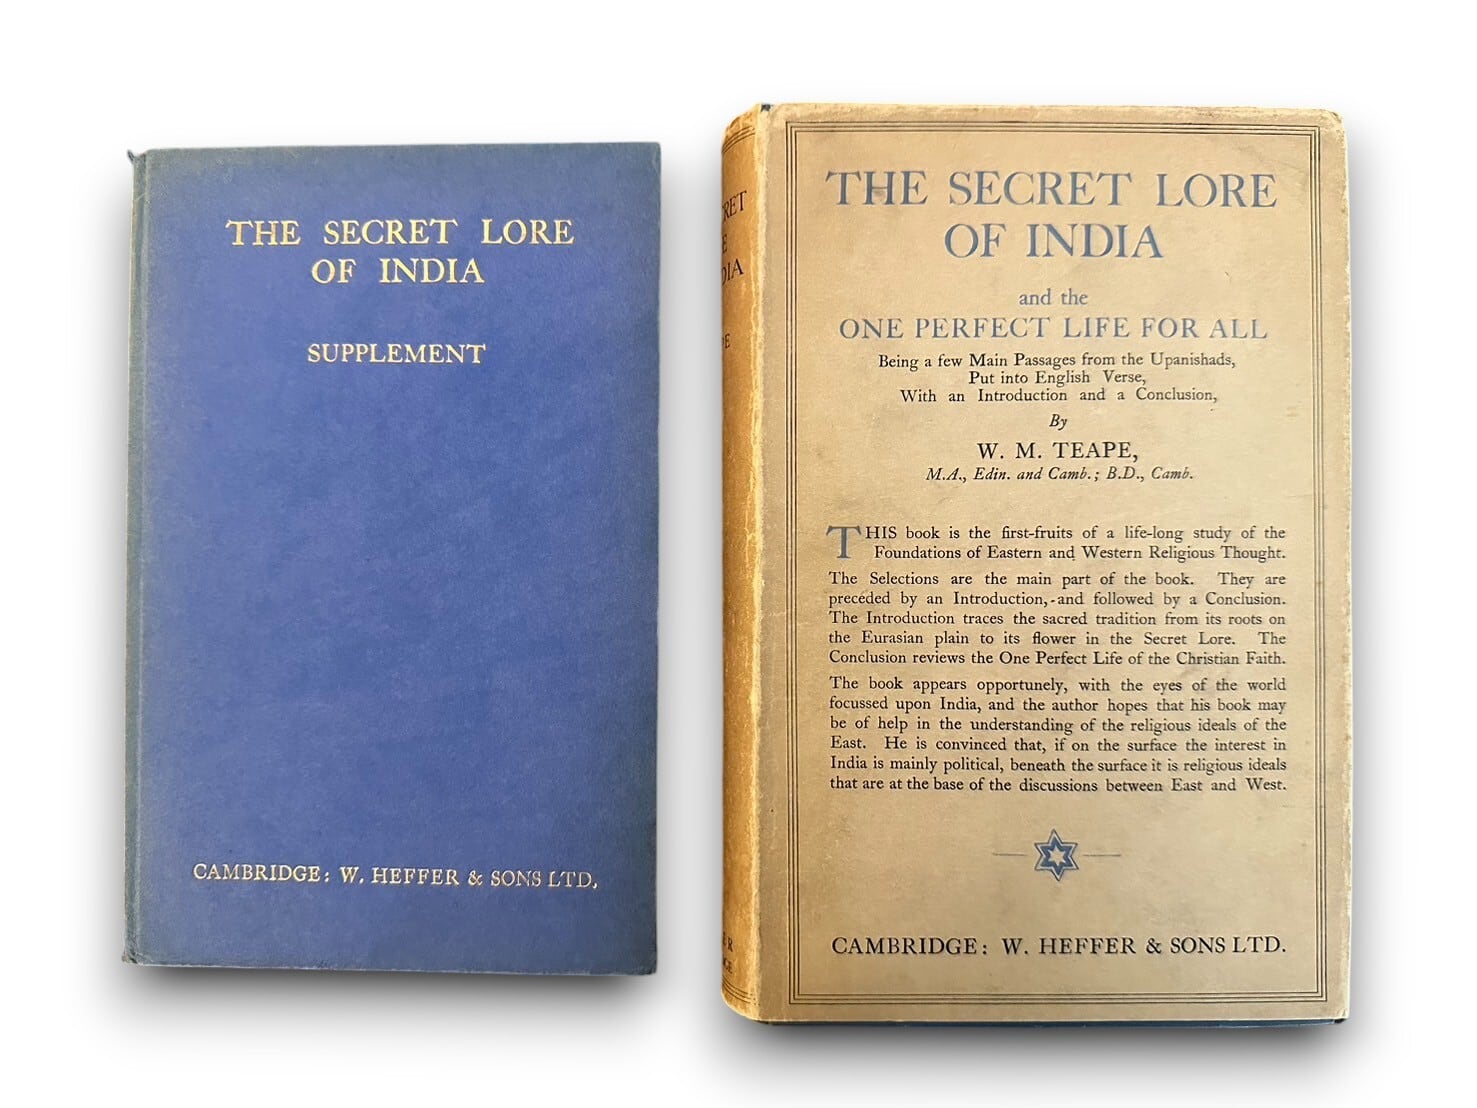 THE SECRET LORE
OF INDIA
SUPPLEMENT
CAMBRIDGE: W. HEFFER & SONS LTD.
THE SECRET LORE
OF INDIA
and the
ONE PERFECT LIFE FOR ALL
Being a few Main Passages from the Upanishads,
Put into English Verse,
With an Introduction and a Conclusion,
By
W. M. TEAPE,
M.A., Edin. and Camb.; B.D., Camb.
THIS book is the first-fruits of a life-long study of the
Foundations of Eastern and Western Religious Thought.
The Selections are the main part of the book. They are
preceded by an Introduction, and followed by a Conclusion.
The Introduction traces the sacred tradition from its roots on
the Eurasian plain to its flower in the Secret Lore. The
Conclusion reviews the One Perfect Life of the Christian Faith.
The book appears opportunely, with the eyes of the world
focussed upon India, and the author hopes that his book may
be of help in the understanding of the religious ideals of the
East. He is convinced that, if on the surface the interest in
India is mainly political, beneath the surface it is religious ideals
that are at the base of the discussions between East and West.
CAMBRIDGE: W. HEFFER & SONS LTD.